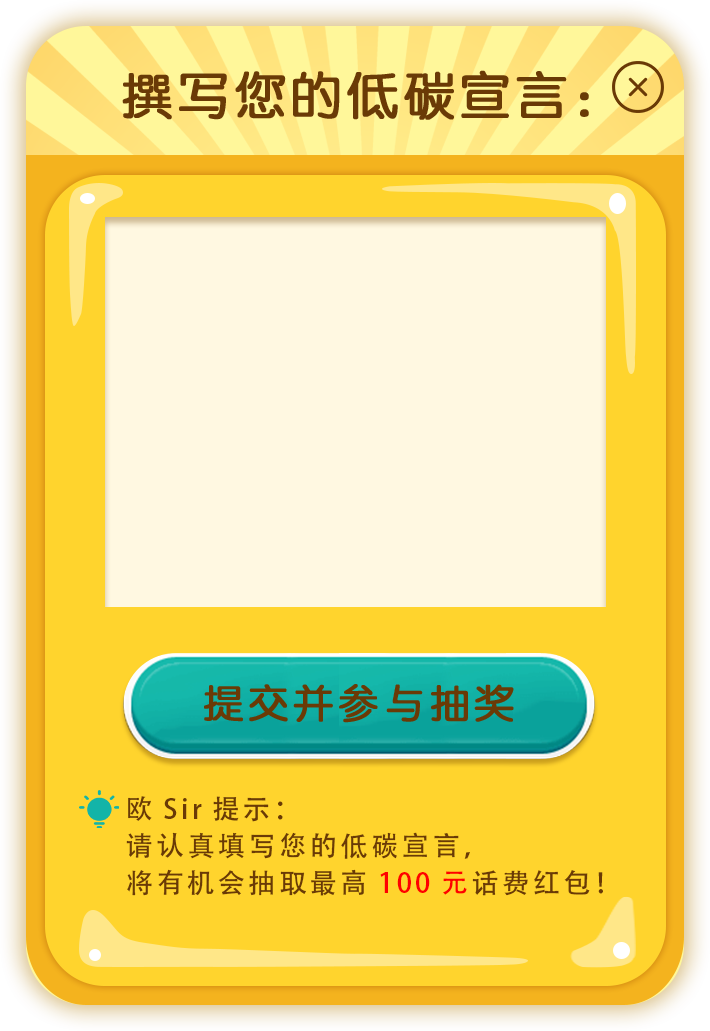 撰写您的低碳宣言：
提交并参与抽奖
欧 Sir 提示：
请认真填写您的低碳宣言，
将有机会抽取最高 100 元话费红包！